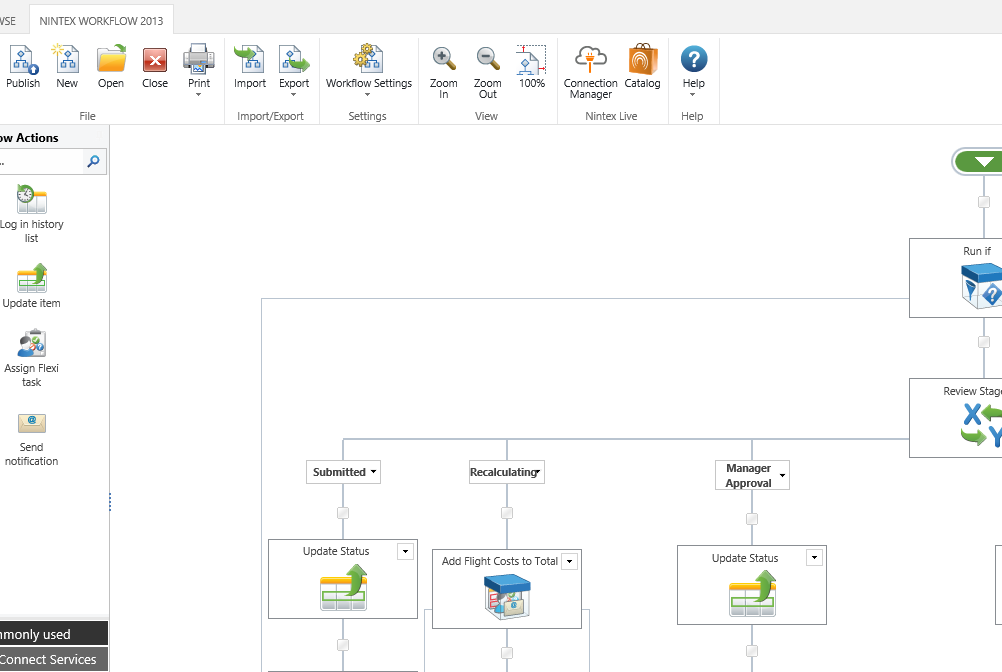 WSE
NINTEX WORKFLOW 2013
Publish
New
Open
Close
Print
Import
Export
Workflow Settings
Zoom
In
Zoom
Out
100%
Connection
Manager
Catalog
Help
File
Import/Export
Settings
View
Nintex Live
Help
ow Actions
..
Log in history
list
Update item
Assign Flexi
task
Send
notification
mmonly used
Connect Services
Run if
Review Stage
X
Y
Submitted
Recalculating
Manager
Approval
Update Status
Add Flight Costs to Total
Update Status